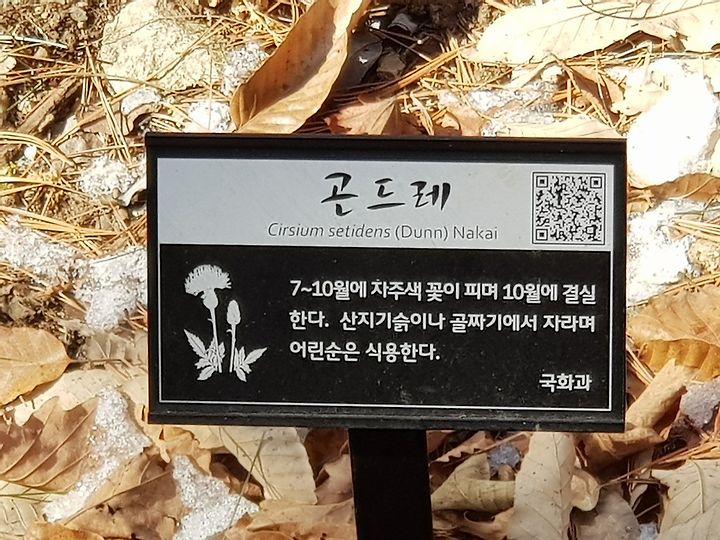 곤드레
Cirsium setidens (Dunn) Nakai
7~10월에 자주색 꽃이 피며 10월에 결실
한다. 산지기슭이나 골짜기에서 자라며
어린순은 식용한다.
국화과